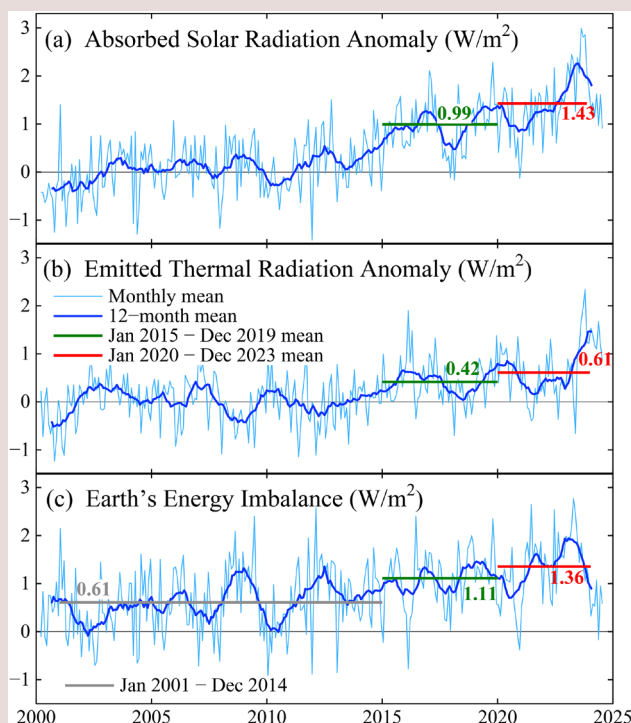 3
(a) Absorbed Solar Radiation Anomaly (W/m²)
2
0.99
1
1.43
0
−1
3
(b) Emitted Thermal Radiation Anomaly (W/m²)
Monthly mean
2
12−month mean
Jan 2015 − Dec 2019 mean
1
Jan 2020 − Dec 2023 mean
0.42
0.61
0
−1
3
(c) Earth's Energy Imbalance (W/m²)
2
0.61
1
1.11
1.36
0
−1
Jan 2001 − Dec 2014
2000 2005 2010 2015 2020 2025